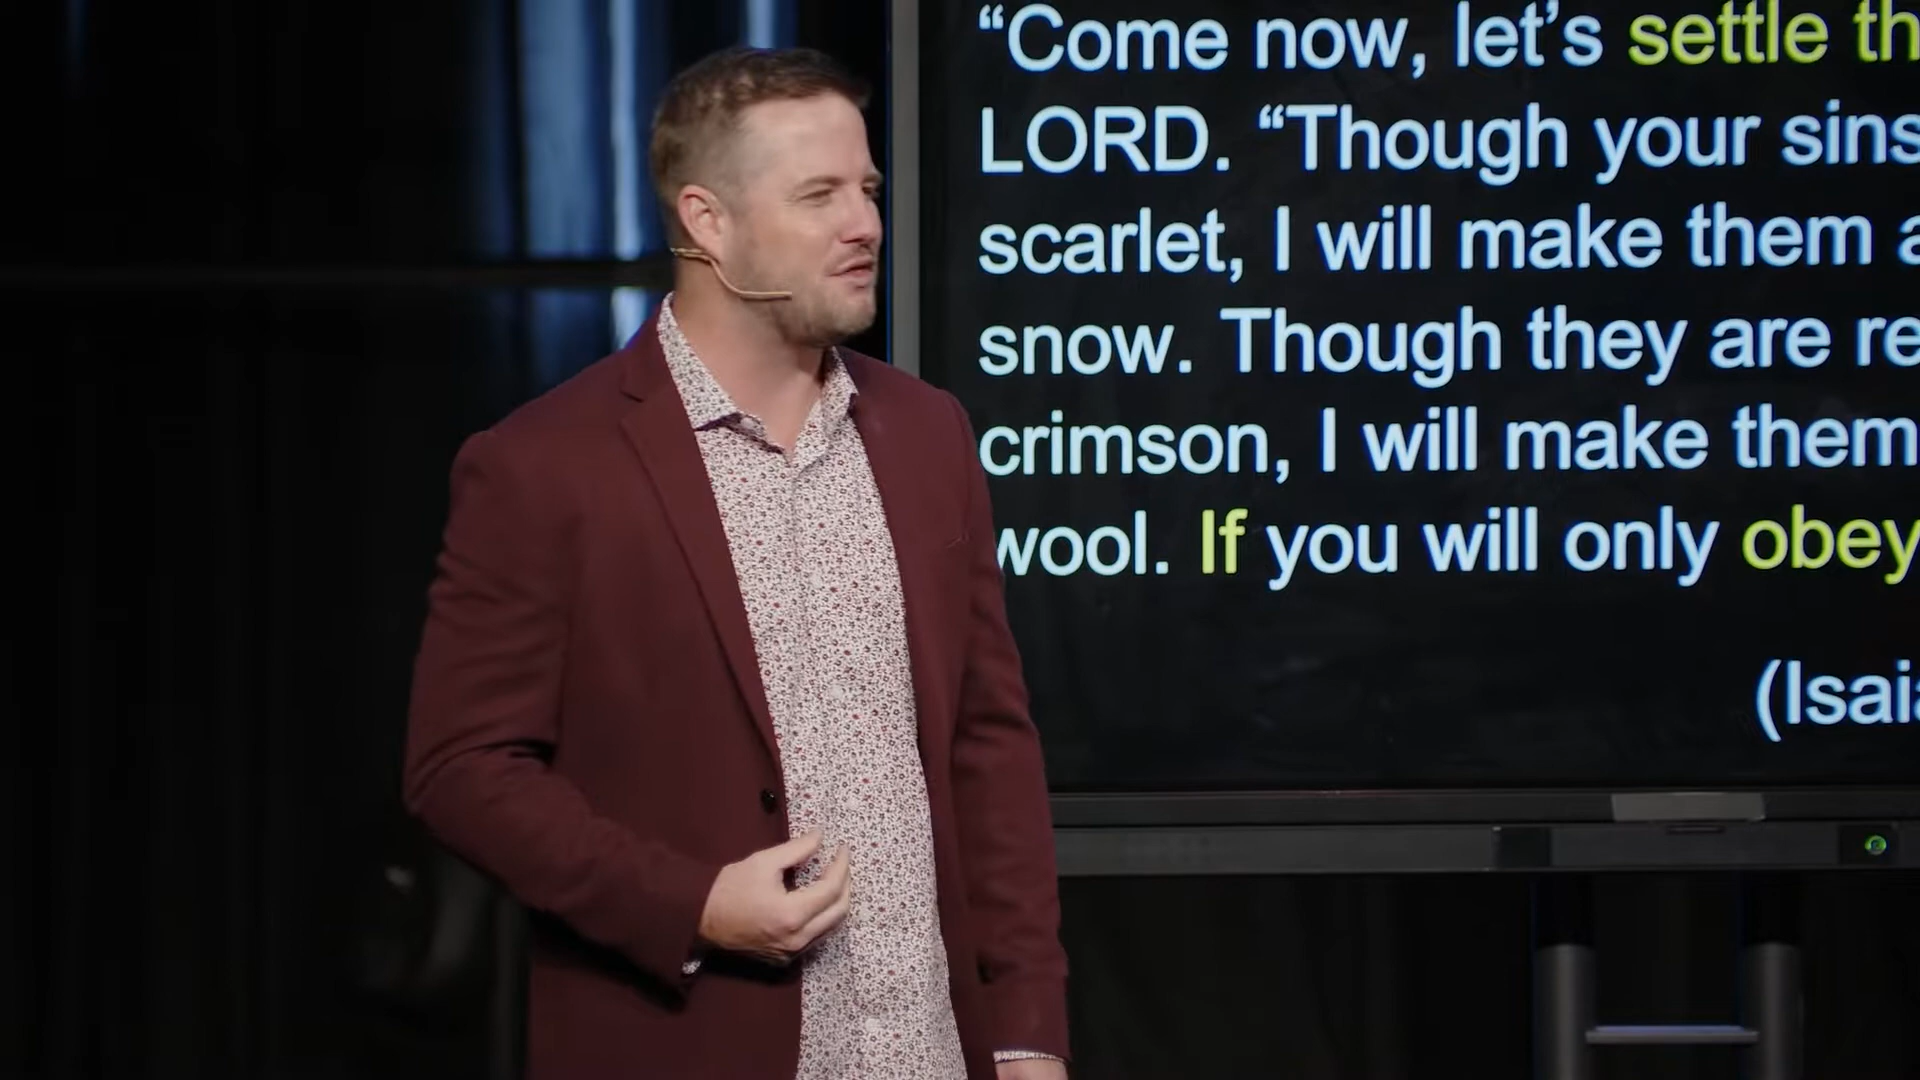 “Come now, let’s settle th
LORD. “Though your sins
scarlet, I will make them a
snow. Though they are re
crimson, I will make them
wool. If you will only obey
(Isaia